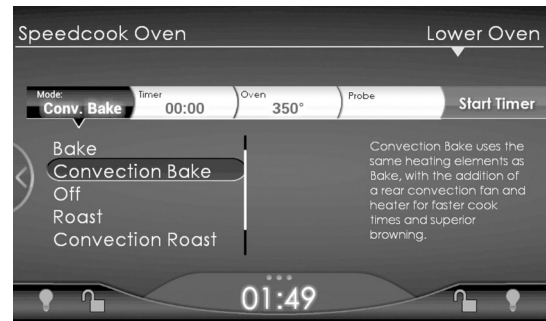 Speedcook Oven
Lower Oven
Mode:
Conv. Bake
Timer
00:00
Oven
350°
Probe
Start Timer
Bake
Convection Bake
Off
Roast
Convection Roast
Convection Bake uses the
same heating elements as
Bake, with the addition of
a rear convection fan and
heater for faster cook
times and superior
browning.
01:49